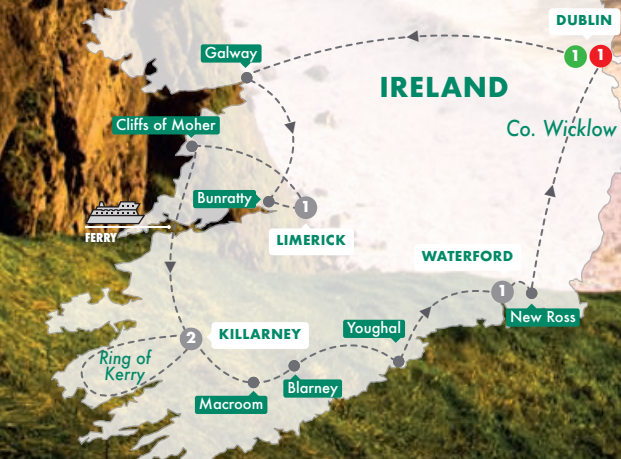 DUBLIN
1
1
Galway
IRELAND
Cliffs of Moher
Co. Wicklow
Bunratty
1
FERRY
LIMERICK
WATERFORD
1
New Ross
Youghal
2
KILLARNEY
Ring of
Kerry
Blarney
Macroom